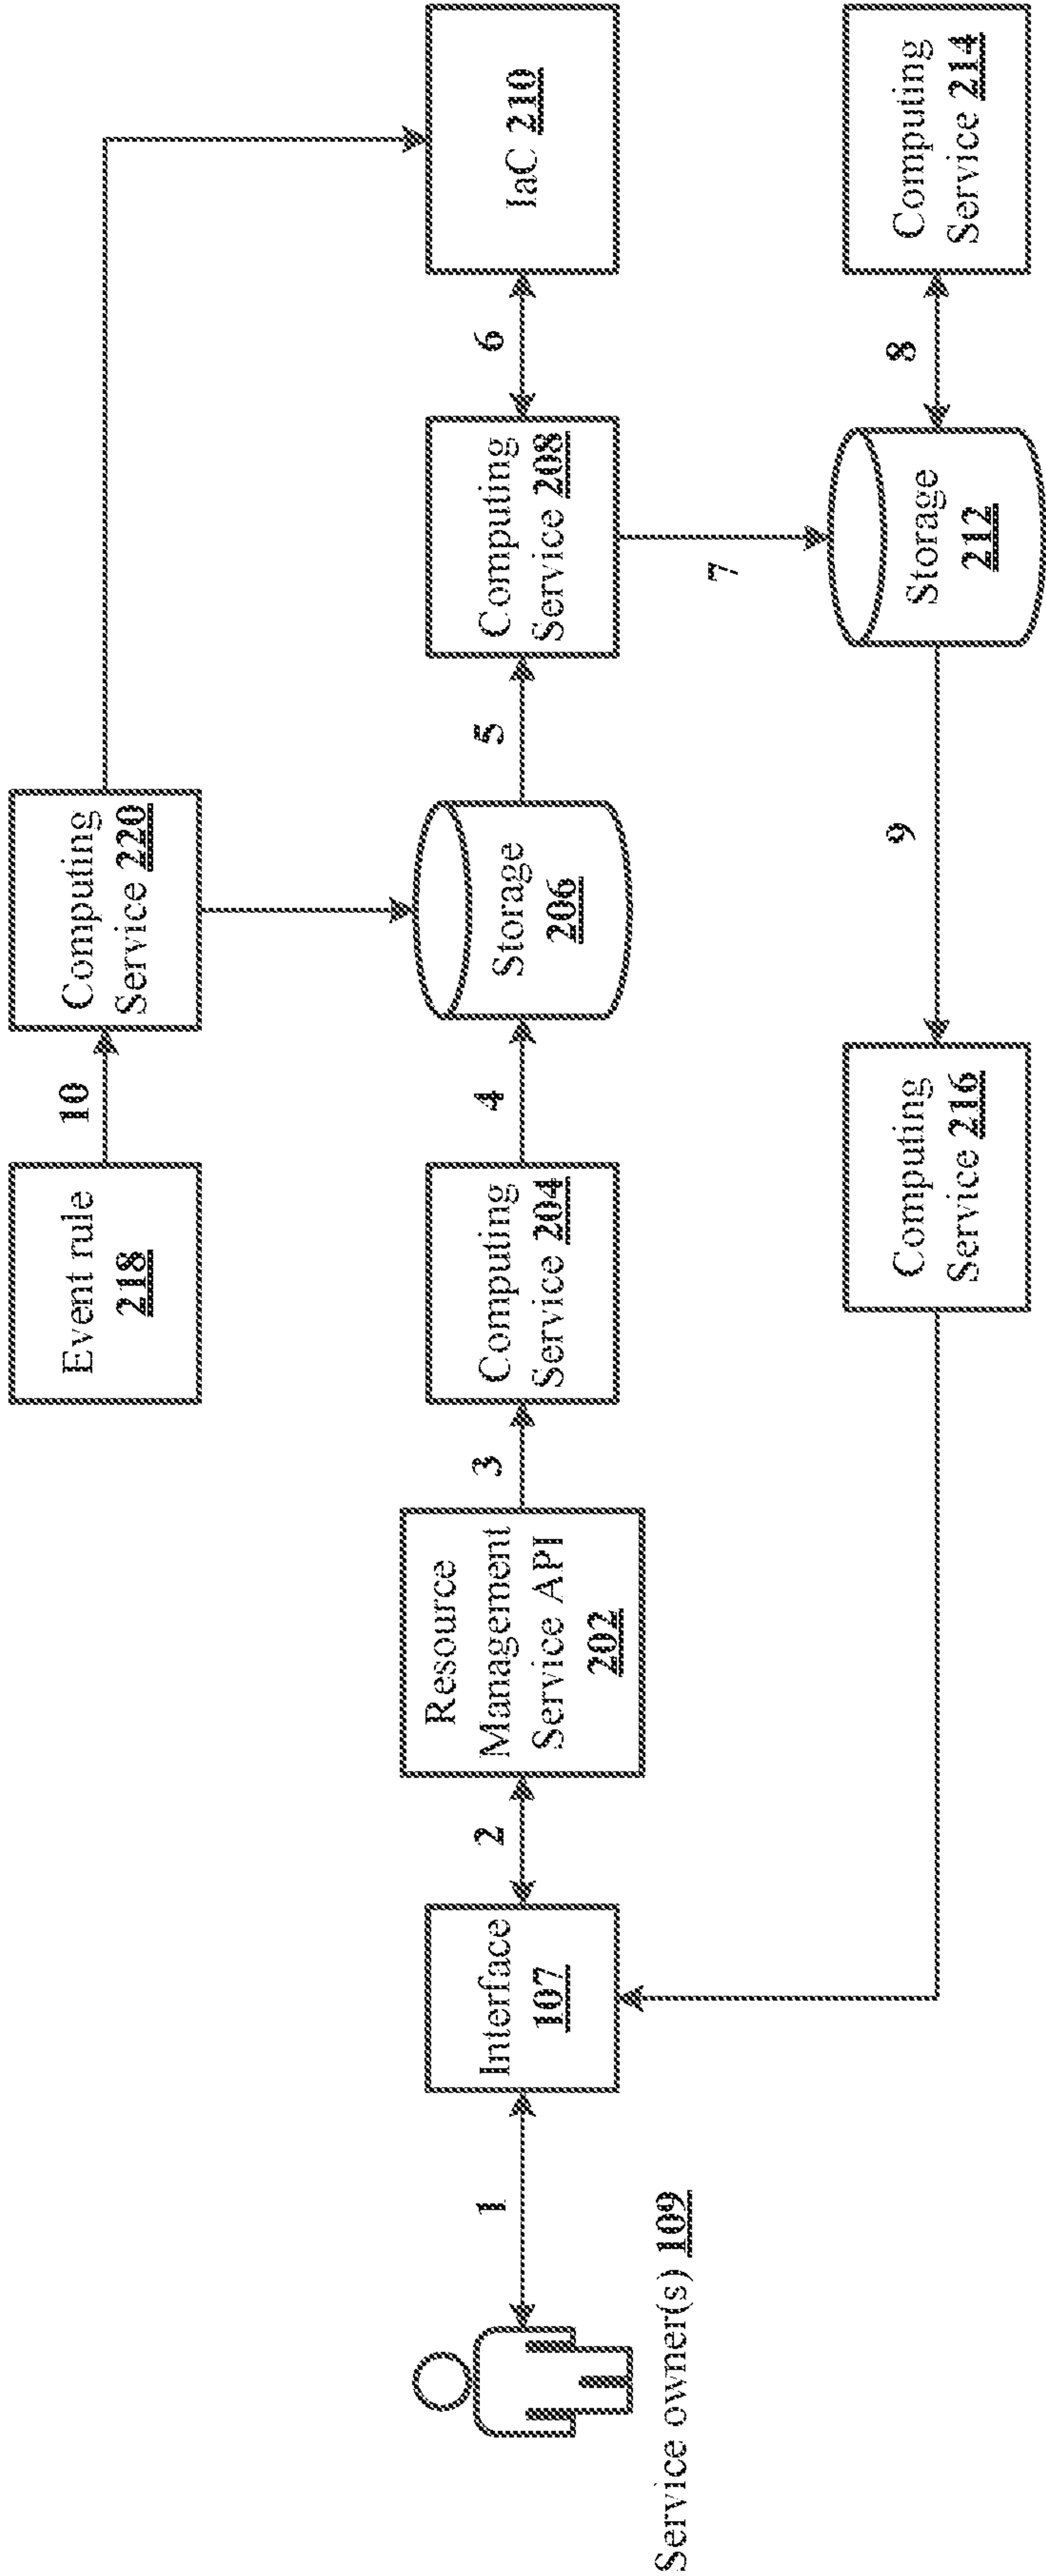 Event rule
218
10
Computing
Service 220
Service owner(s) 109
1
Interface
107
2
Resource
Management
Service API
202
3
Computing
Service 204
4
Storage
206
5
Computing
Service 208
6
IaC 210
7
Computing
Service 216
9
Storage
212
8
Computing
Service 214